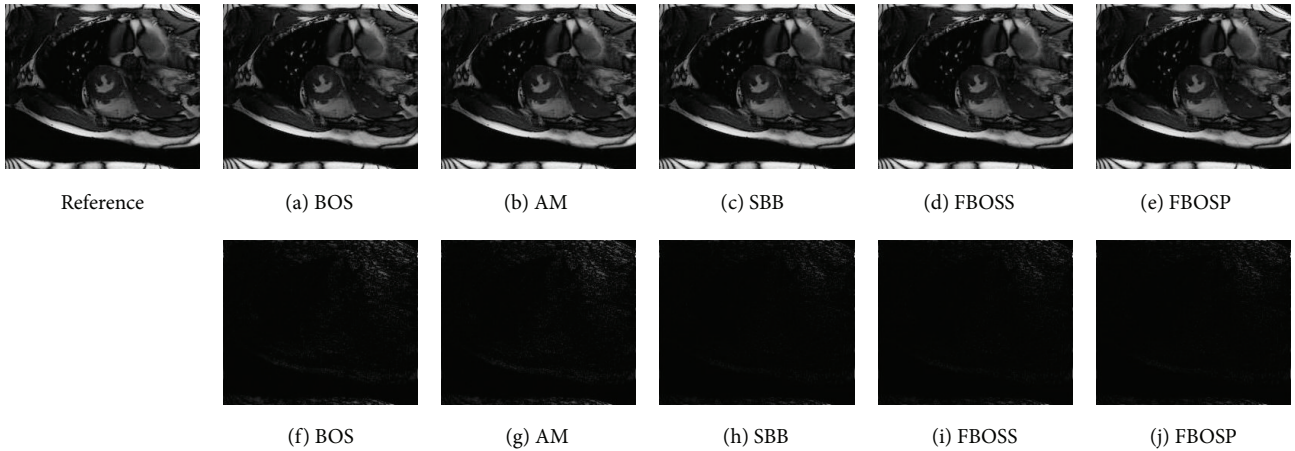 Reference
(a) BOS
(b) AM
(c) SBB
(d) FBOSS
(e) FBOSP
(f) BOS
(g) AM
(h) SBB
(i) FBOSS
(j) FBOSP